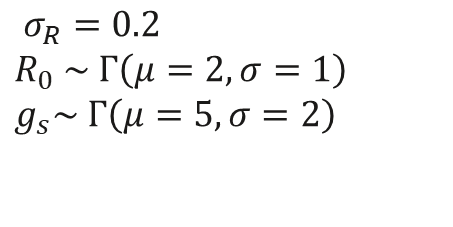 σ_R = 0.2
R_0 ~ Γ(μ = 2, σ = 1)
g_s ~ Γ(μ = 5, σ = 2)